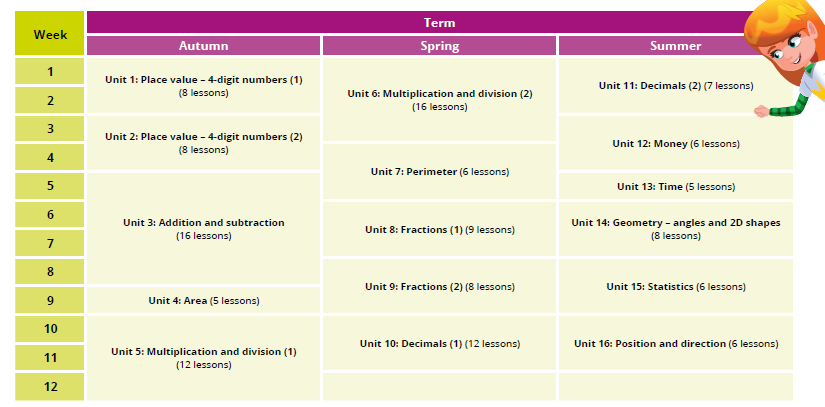 Week
Term
Autumn
Spring
Summer
1
2
3
4
5
6
7
8
9
10
11
12
Unit 1: Place value – 4-digit numbers (1)
(8 lessons)
Unit 2: Place value – 4-digit numbers (2)
(8 lessons)
Unit 3: Addition and subtraction
(16 lessons)
Unit 4: Area (5 lessons)
Unit 5: Multiplication and division (1)
(12 lessons)
Unit 6: Multiplication and division (2)
(16 lessons)
Unit 7: Perimeter (6 lessons)
Unit 8: Fractions (1) (9 lessons)
Unit 9: Fractions (2) (8 lessons)
Unit 10: Decimals (1) (12 lessons)
Unit 11: Decimals (2) (7 lessons)
Unit 12: Money (6 lessons)
Unit 13: Time (5 lessons)
Unit 14: Geometry – angles and 2D shapes
(8 lessons)
Unit 15: Statistics (6 lessons)
Unit 16: Position and direction (6 lessons)